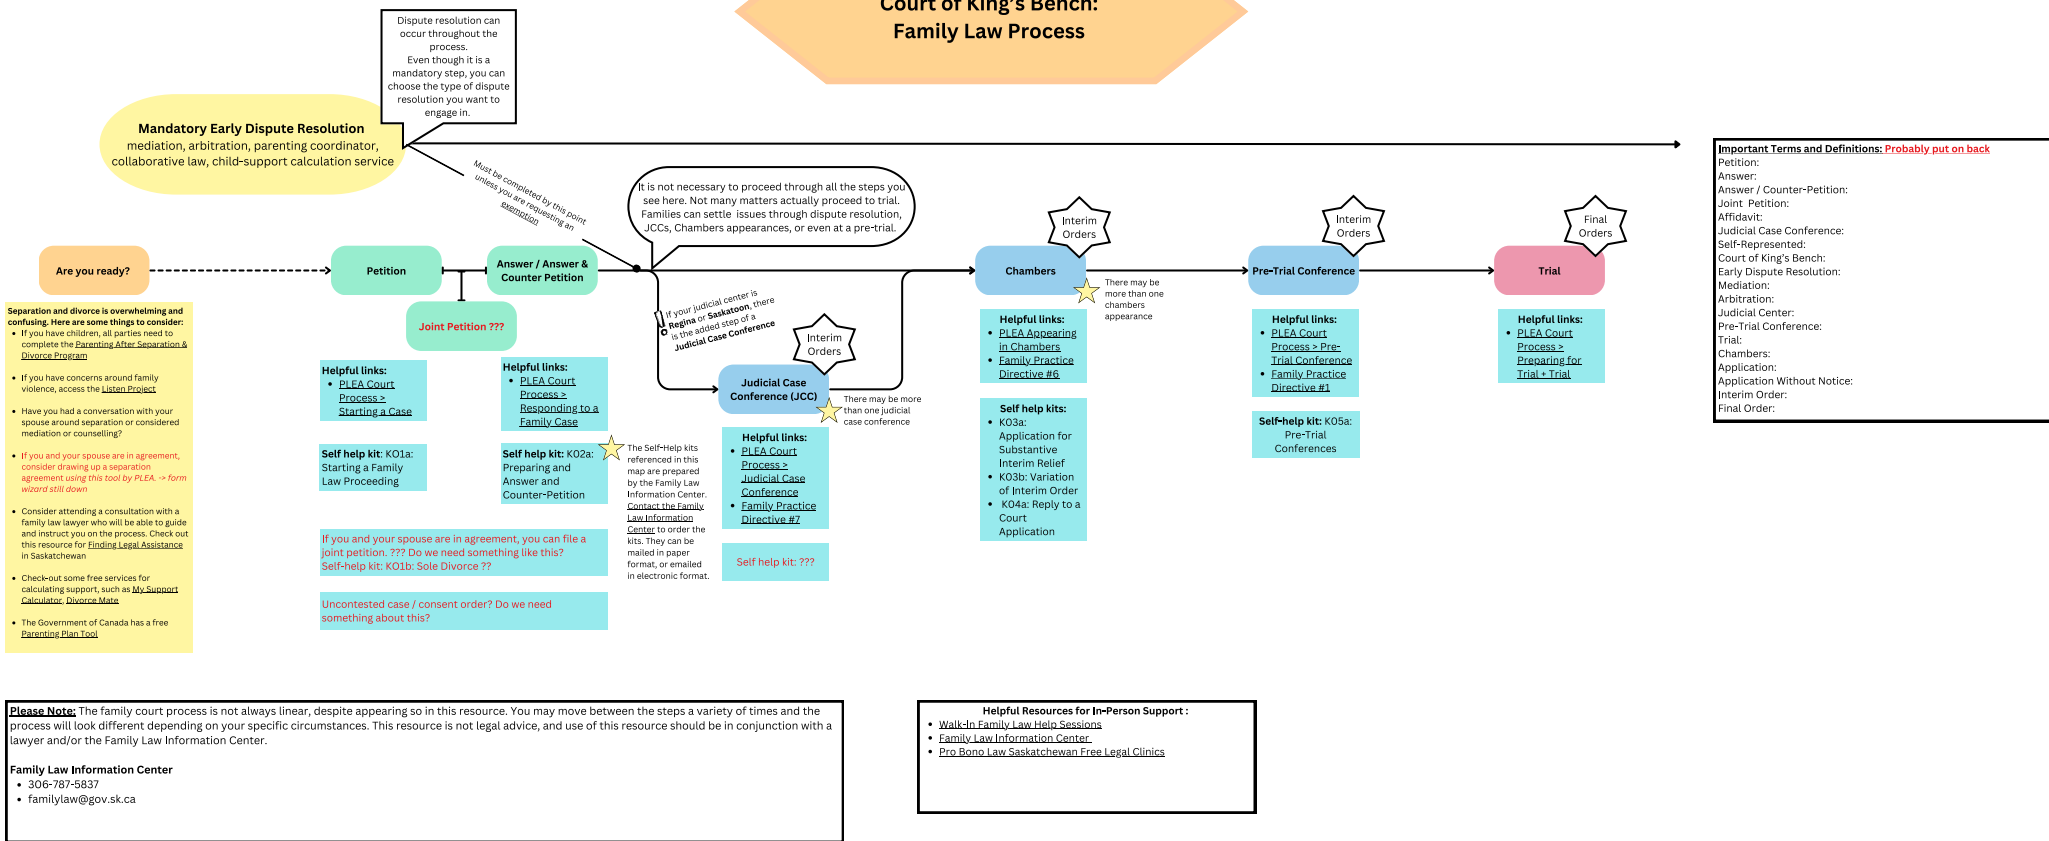 Court of King's Bench:
Family Law Process
Dispute resolution can
occur throughout the
process.
Even though it is a
mandatory step, you can
choose the type of dispute
resolution you want to
engage in.
Mandatory Early Dispute Resolution
mediation, arbitration, parenting coordinator,
collaborative law, child-support calculation service
Must be completed by this point
unless you are requesting an
exemption
It is not necessary to proceed through all the steps you
see here. Not many matters actually proceed to trial.
Families can settle issues through dispute resolution,
JCCs, Chambers appearances, or even at a pre-trial.
Are you ready?
Petition
Answer / Answer &
Counter Petition
Joint Petition ???
Chambers
Interim
Orders
Pre-Trial Conference
Interim
Orders
Trial
Final
Orders
There may be
more than one
chambers
appearance
If your judicial center is
Regina or Saskatoon, there
is the added step of a
Judicial Case Conference
Interim
Orders
Judicial Case
Conference (JCC)
There may be more
than one judicial
case conference
Separation and divorce is overwhelming and
confusing. Here are some things to consider:
• If you have children, all parties need to
complete the Parenting After Separation &
Divorce Program
• If you have concerns around family
violence, access the Listen Project
• Have you had a conversation with your
spouse around separation or considered
mediation or counselling?
• If you and your spouse are in agreement,
consider drawing up a separation
agreement using this tool by PLEA. -> form
wizard still down
• Consider attending a consultation with a
family law lawyer who will be able to guide
and instruct you on the process. Check out
this resource for Finding Legal Assistance
in Saskatchewan
• Check-out some free services for
calculating support, such as My Support
Calculator, Divorce Mate
• The Government of Canada has a free
Parenting Plan Tool
Helpful links:
• PLEA Court
Process >
Starting a Case
Self help kit: KO1a:
Starting a Family
Law Proceeding
Helpful links:
• PLEA Court
Process >
Responding to a
Family Case
Self help kit: K02a:
Preparing and
Answer and
Counter-Petition
If you and your spouse are in agreement, you can file a
joint petition. ??? Do we need something like this?
Self-help kit: KO1b: Sole Divorce ??
Uncontested case / consent order? Do we need
something about this?
The Self-Help kits
referenced in this
map are prepared
by the Family Law
Information Center.
Contact the Family
Law Information
Center to order the
kits. They can be
mailed in paper
format, or emailed
in electronic format.
Helpful links:
• PLEA Court
Process >
Judicial Case
Conference
• Family Practice
Directive #7
Self help kit: ???
Helpful links:
• PLEA Appearing
in Chambers
• Family Practice
Directive #6
Self help kits:
• K03a:
Application for
Substantive
Interim Relief
• K03b: Variation
of Interim Order
• K04a: Reply to a
Court
Application
Helpful links:
• PLEA Court
Process > Pre-
Trial Conference
• Family Practice
Directive #1
Self-help kit: K05a:
Pre-Trial
Conferences
Helpful links:
• PLEA Court
Process >
Preparing for
Trial + Trial
Important Terms and Definitions: Probably put on back
Petition:
Answer:
Answer / Counter-Petition:
Joint Petition:
Affidavit:
Judicial Case Conference:
Self-Represented:
Court of King's Bench:
Early Dispute Resolution:
Mediation:
Arbitration:
Judicial Center:
Pre-Trial Conference:
Trial:
Chambers:
Application:
Application Without Notice:
Interim Order:
Final Order:
Please Note: The family court process is not always linear, despite appearing so in this resource. You may move between the steps a variety of times and the
process will look different depending on your specific circumstances. This resource is not legal advice, and use of this resource should be in conjunction with a
lawyer and/or the Family Law Information Center.
Family Law Information Center
• 306-787-5837
• familylaw@gov.sk.ca
Helpful Resources for In-Person Support :
• Walk-In Family Law Help Sessions
• Family Law Information Center
• Pro Bono Law Saskatchewan Free Legal Clinics